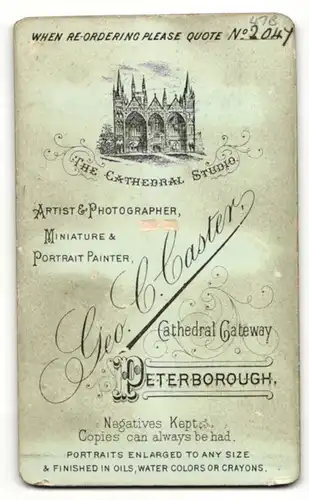 478
WHEN RE-ORDERING PLEASE QUOTE No 2049
THE CATHEDRAL STUDIO.
ARTIST & PHOTOGRAPHER,
MINIATURE &
PORTRAIT PAINTER,
Geo. C. Caster,
Cathedral Gateway
PETERBOROUGH,
Negatives Kept.
Copies can always be had.
PORTRAITS ENLARGED TO ANY SIZE
& FINISHED IN OILS, WATER COLORS OR CRAYONS.